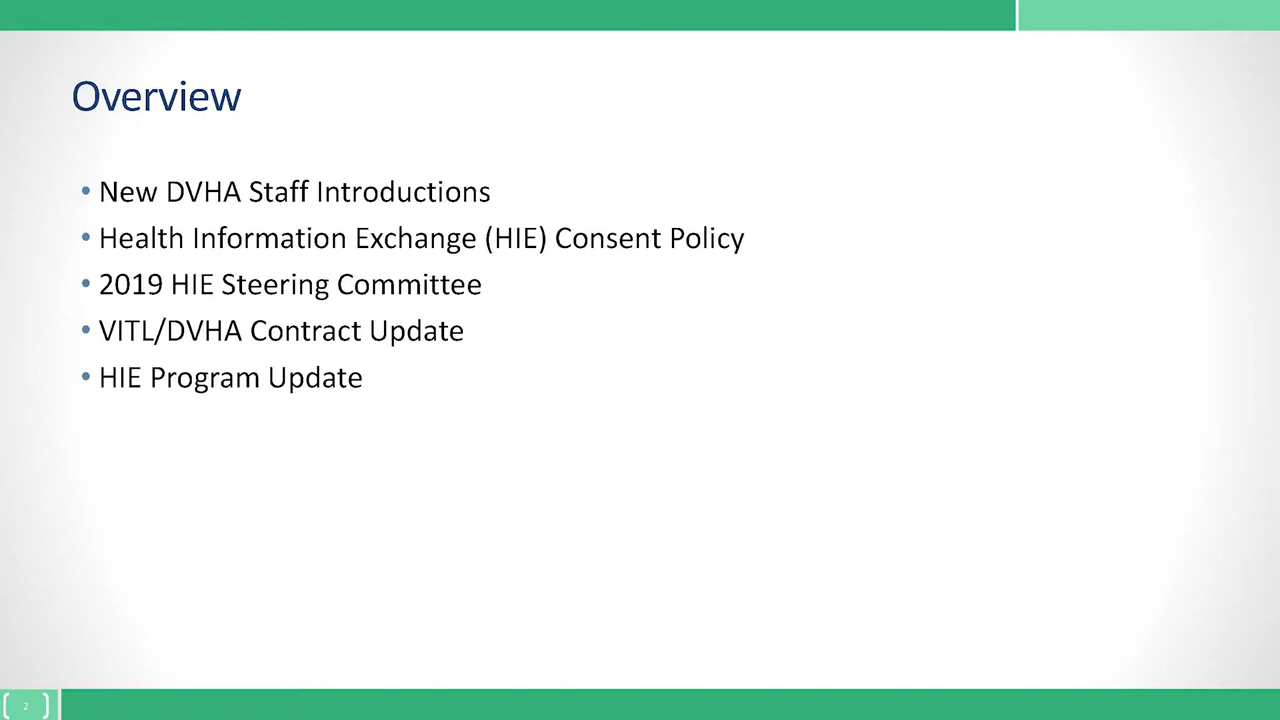 Overview
• New DVHA Staff Introductions
• Health Information Exchange (HIE) Consent Policy
• 2019 HIE Steering Committee
• VITL/DVHA Contract Update
• HIE Program Update
2